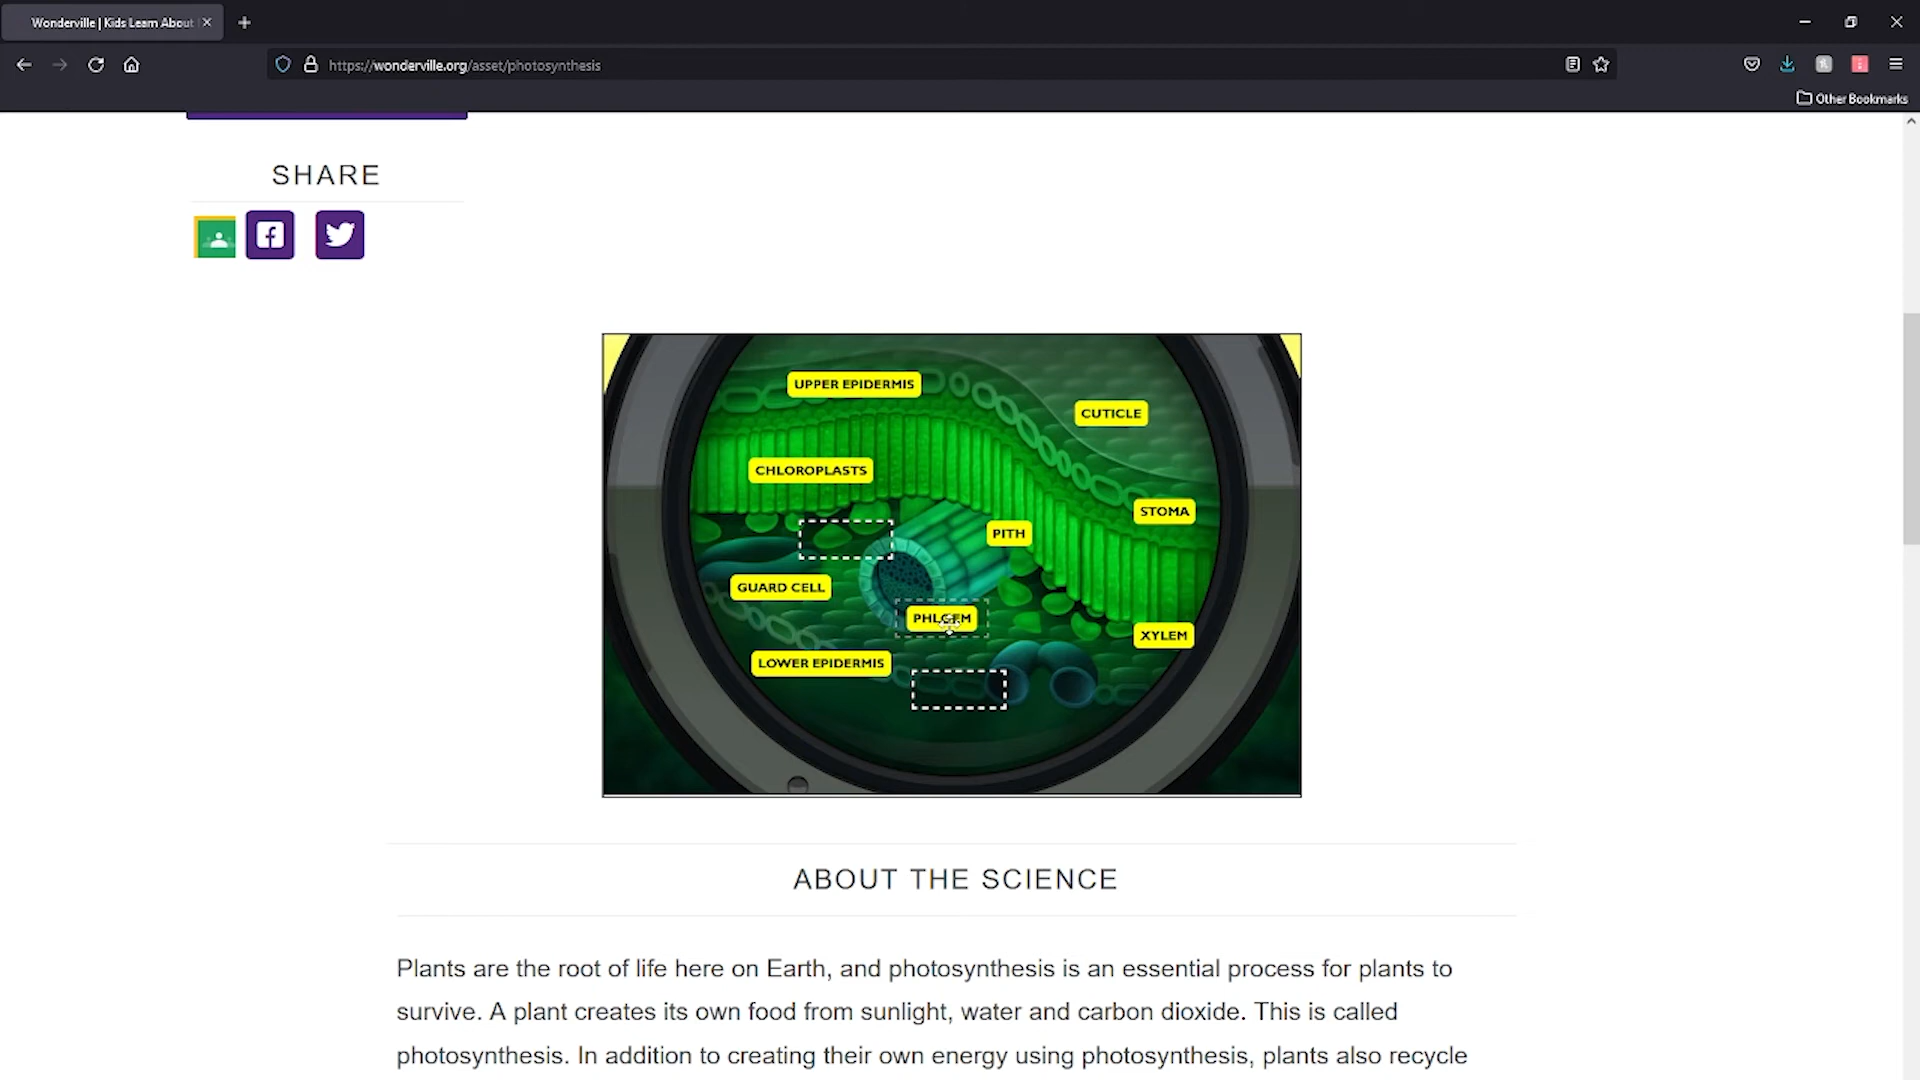 Wonderville | Kids Learn About
https://wonderville.org/asset/photosynthesis
Other Bookmarks
SHARE
UPPER EPIDERMIS
CUTICLE
CHLOROPLASTS
STOMA
PITH
GUARD CELL
PHLOEM
XYLEM
LOWER EPIDERMIS
ABOUT THE SCIENCE
Plants are the root of life here on Earth, and photosynthesis is an essential process for plants to
survive. A plant creates its own food from sunlight, water and carbon dioxide. This is called
photosynthesis. In addition to creating their own energy using photosynthesis, plants also recycle